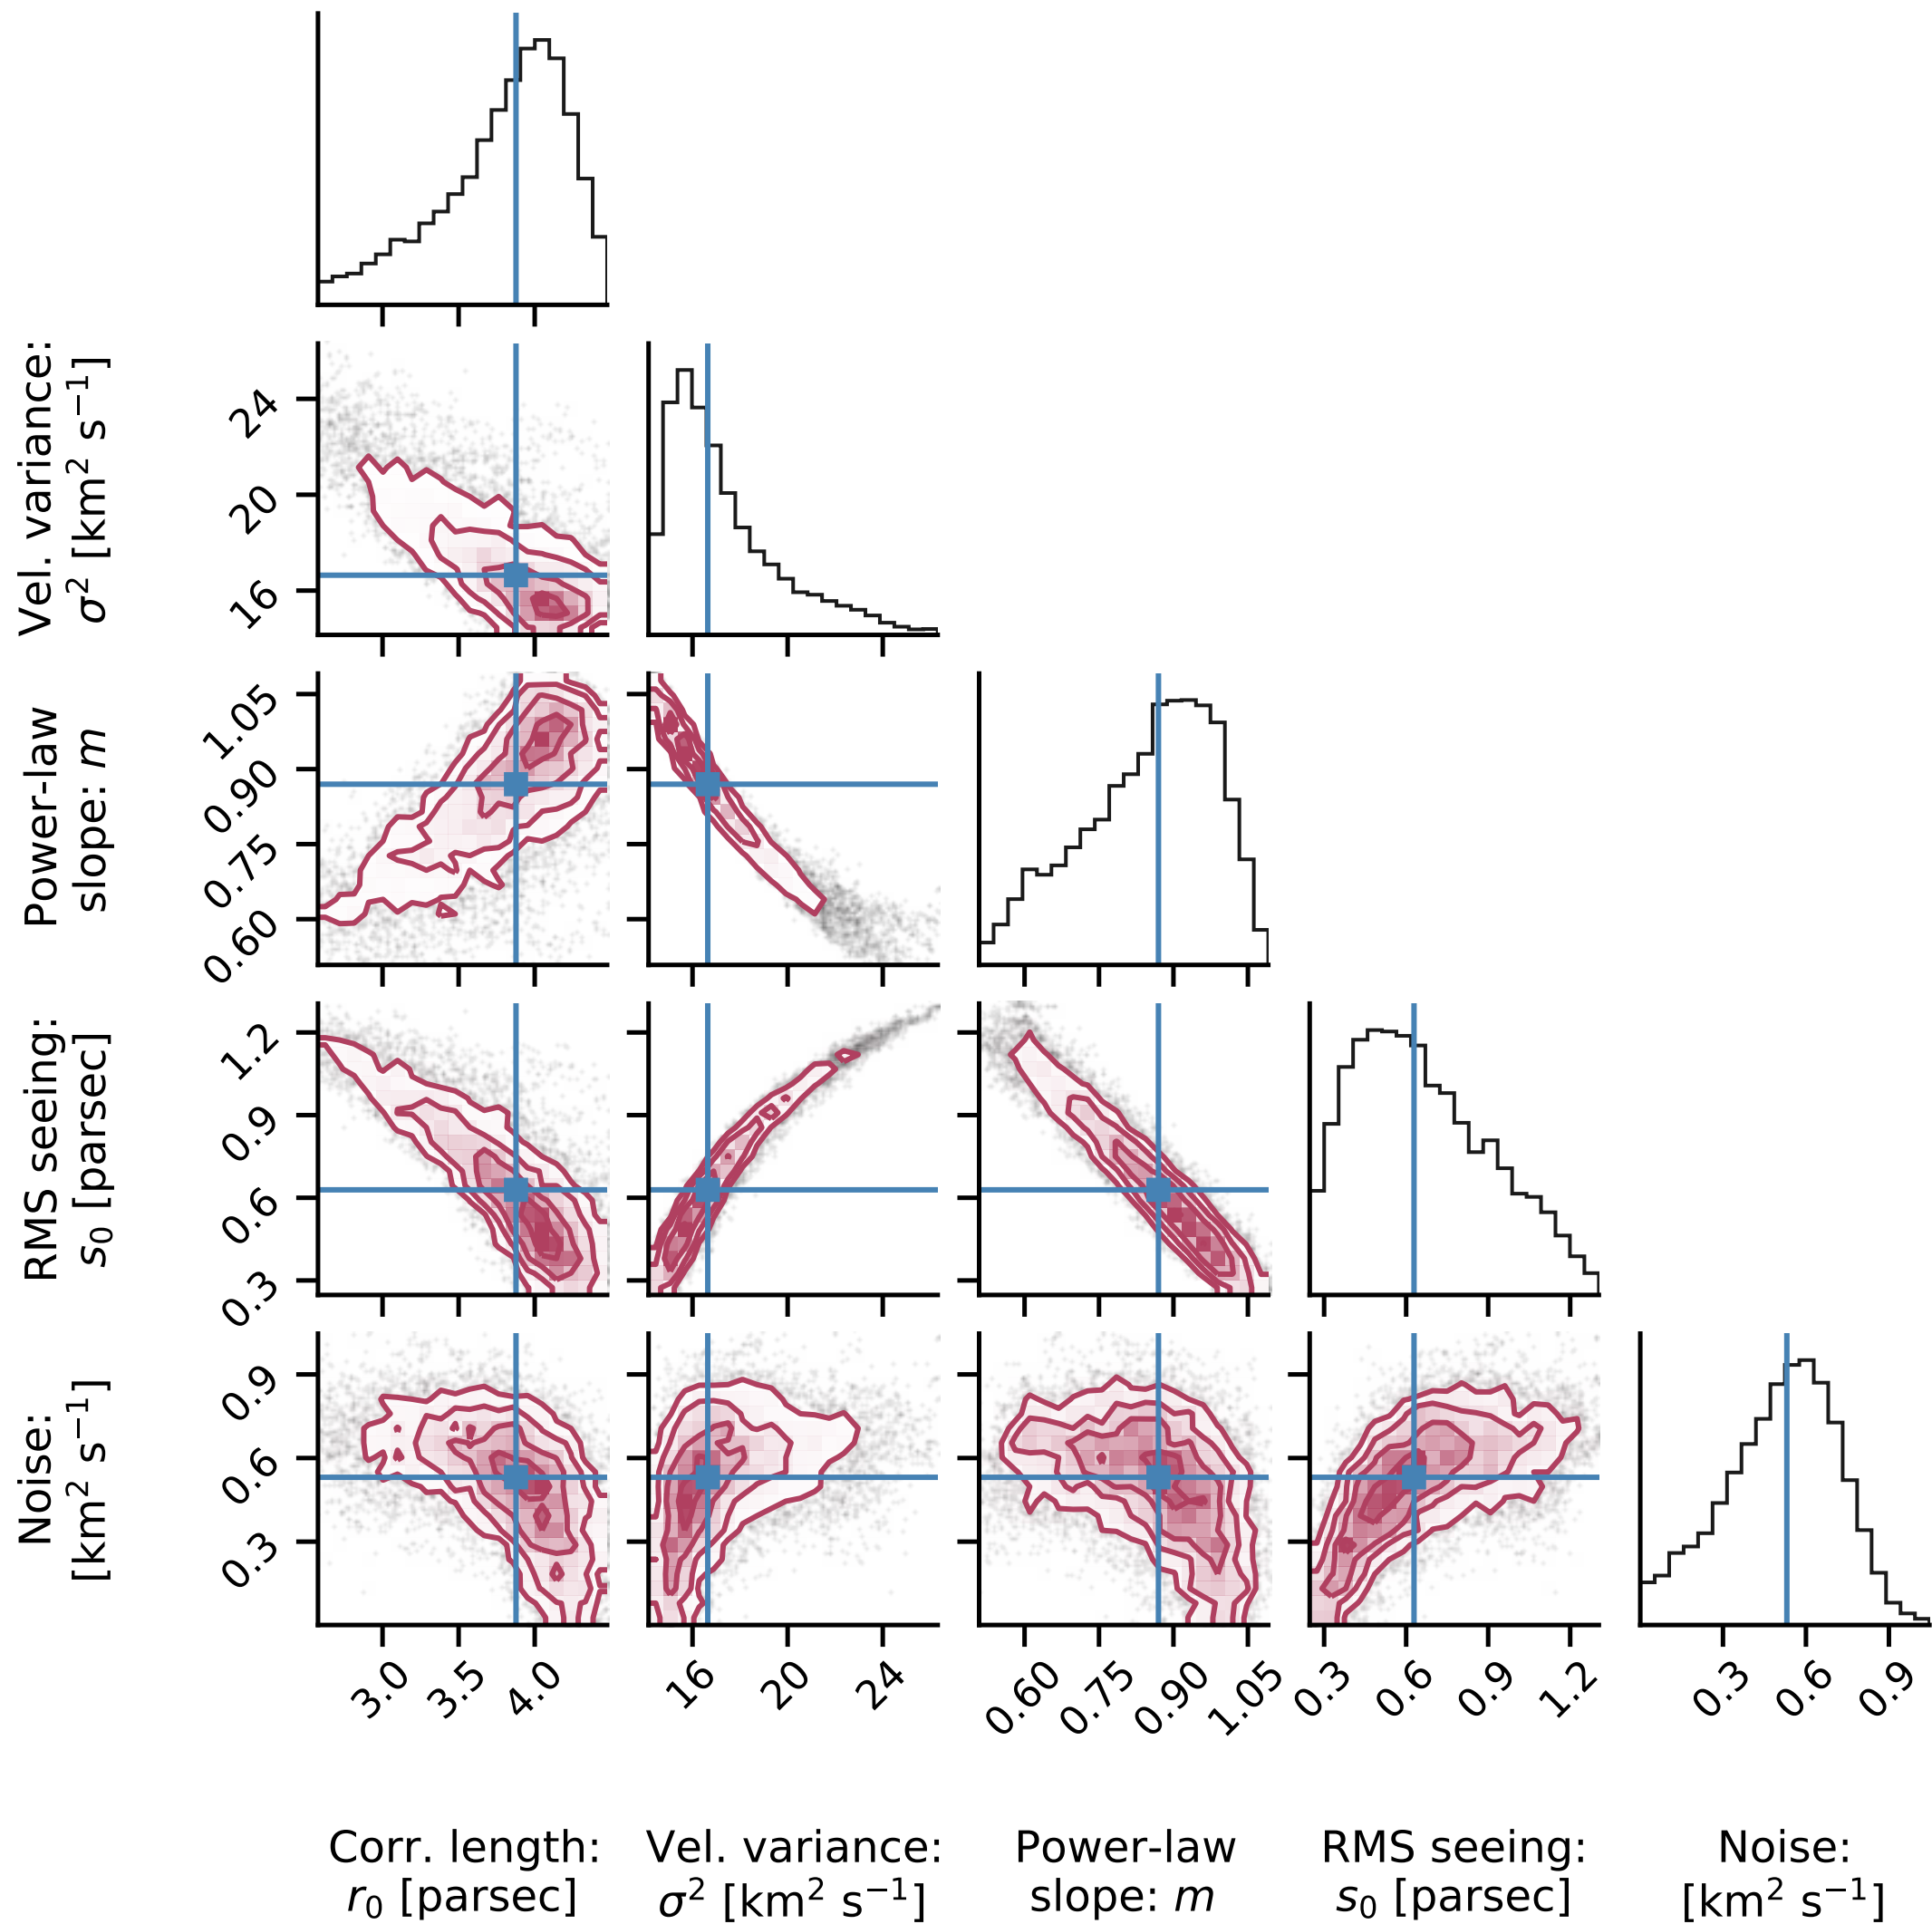 Vel. variance:
σ² [km² s⁻¹]
24
20
16
Power-law
slope: m
1.05
0.90
0.75
0.60
RMS seeing:
s₀ [parsec]
1.2
0.9
0.6
0.3
Noise:
[km² s⁻¹]
0.9
0.6
0.3
3.0 3.5 4.0 16 20 24 0.60 0.75 0.90 1.05 0.3 0.6 0.9 1.2 0.3 0.6 0.9
Corr. length: Vel. variance: Power-law RMS seeing: Noise:
r₀ [parsec] σ² [km² s⁻¹] slope: m s₀ [parsec] [km² s⁻¹]